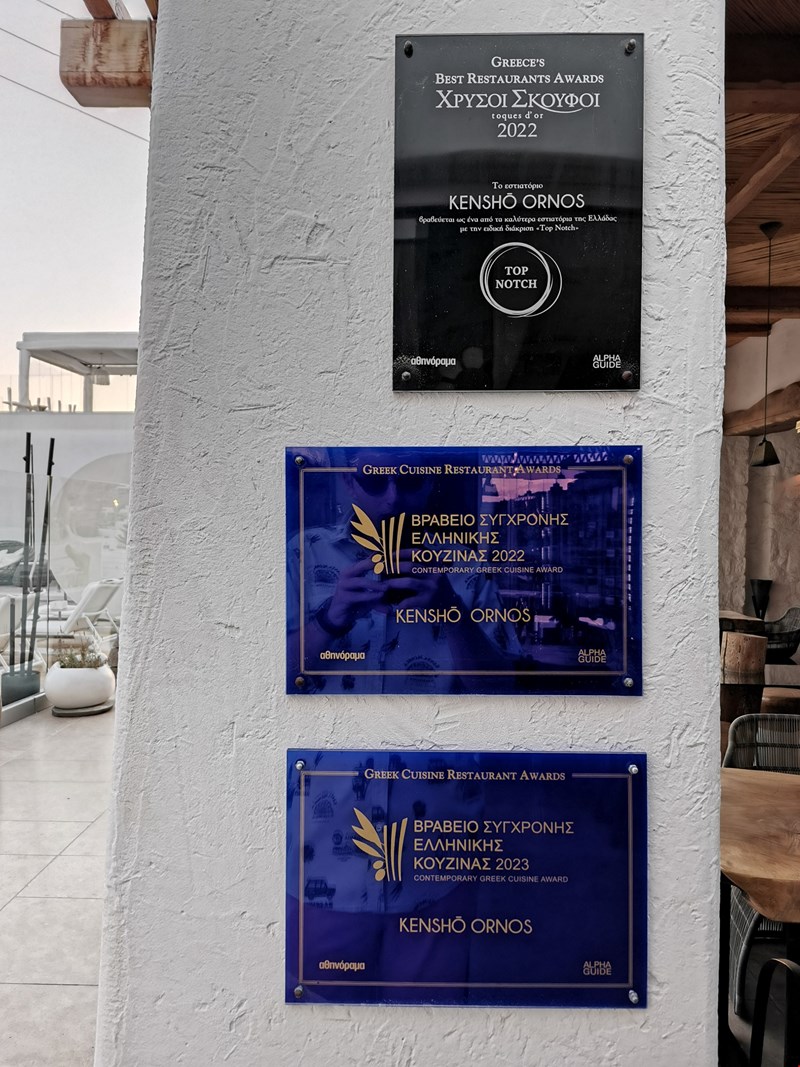 GREECE'S
BEST RESTAURANTS AWARDS
ΧΡΥΣΟΙ ΣΚΟΥΦΟΙ
toques d'or
2022
Το εστιατόριο
KENSHŌ ORNOS
βραβεύεται ως ένα από τα καλύτερα εστιατόρια της Ελλάδας
με την ειδική διάκριση «Top Notch»
TOP
NOTCH
αθηνόραμα
ALPHA
GUIDE
GREEK CUISINE RESTAURANT AWARDS
ΒΡΑΒΕΙΟ ΣΥΓΧΡΟΝΗΣ
ΕΛΛΗΝΙΚΗΣ
ΚΟΥΖΙΝΑΣ 2022
CONTEMPORARY GREEK CUISINE AWARD
KENSHŌ ORNOS
αθηνόραμα
ALPHA
GUIDE
GREEK CUISINE RESTAURANT AWARDS
ΒΡΑΒΕΙΟ ΣΥΓΧΡΟΝΗΣ
ΕΛΛΗΝΙΚΗΣ
ΚΟΥΖΙΝΑΣ 2023
CONTEMPORARY GREEK CUISINE AWARD
KENSHŌ ORNOS
αθηνόραμα
ALPHA
GUIDE